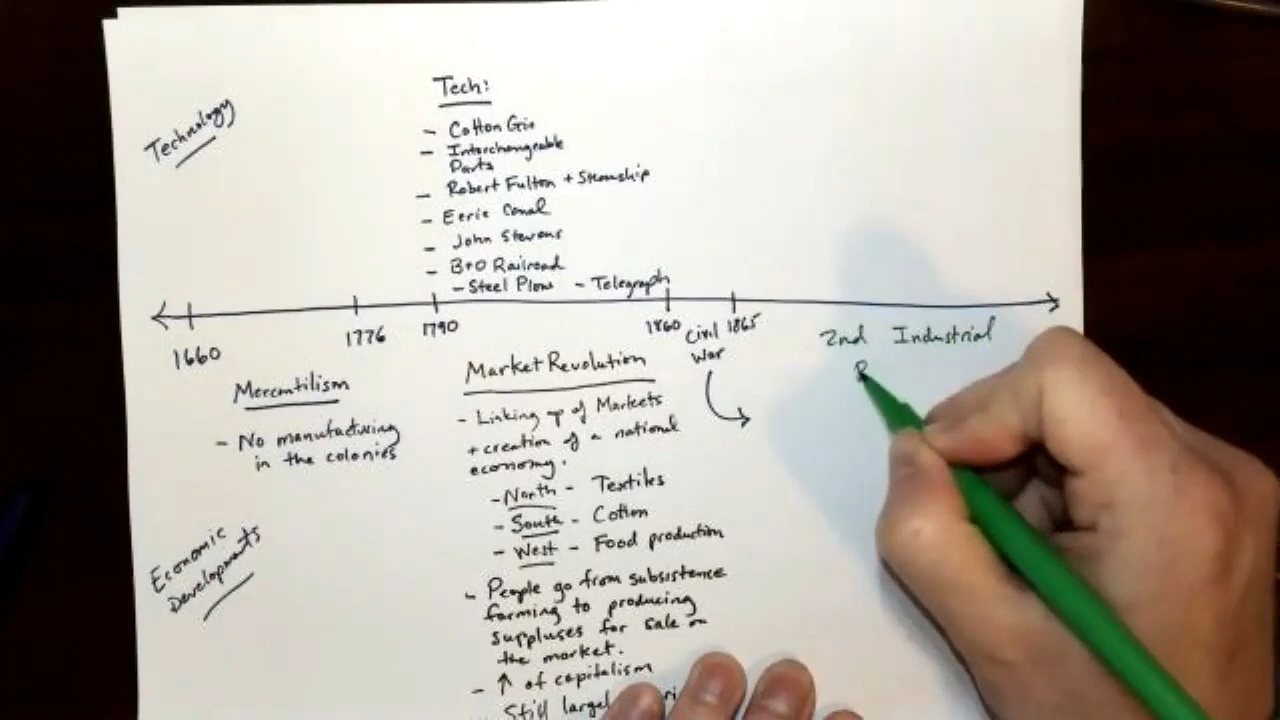 Technology
Tech:
- Cotton Gin
- Interchangeable
Parts
- Robert Fulton + Steamship
- Eerie Canal
- John Stevens
- B+O Railroad
- Steel Plow - Telegraph
1660
1776
1790
1860
1865
Civil
War
2nd Industrial
R
Mercantilism
- No manufacturing
in the colonies
Market Revolution
- Linking up of Markets
+ creation of a national
economy.
- North - Textiles
- South - Cotton
- West - Food production
- People go from subsistence
farming to producing
surpluses for sale on
the market.
- ↑ of capitalism
Still
Economic
Developments